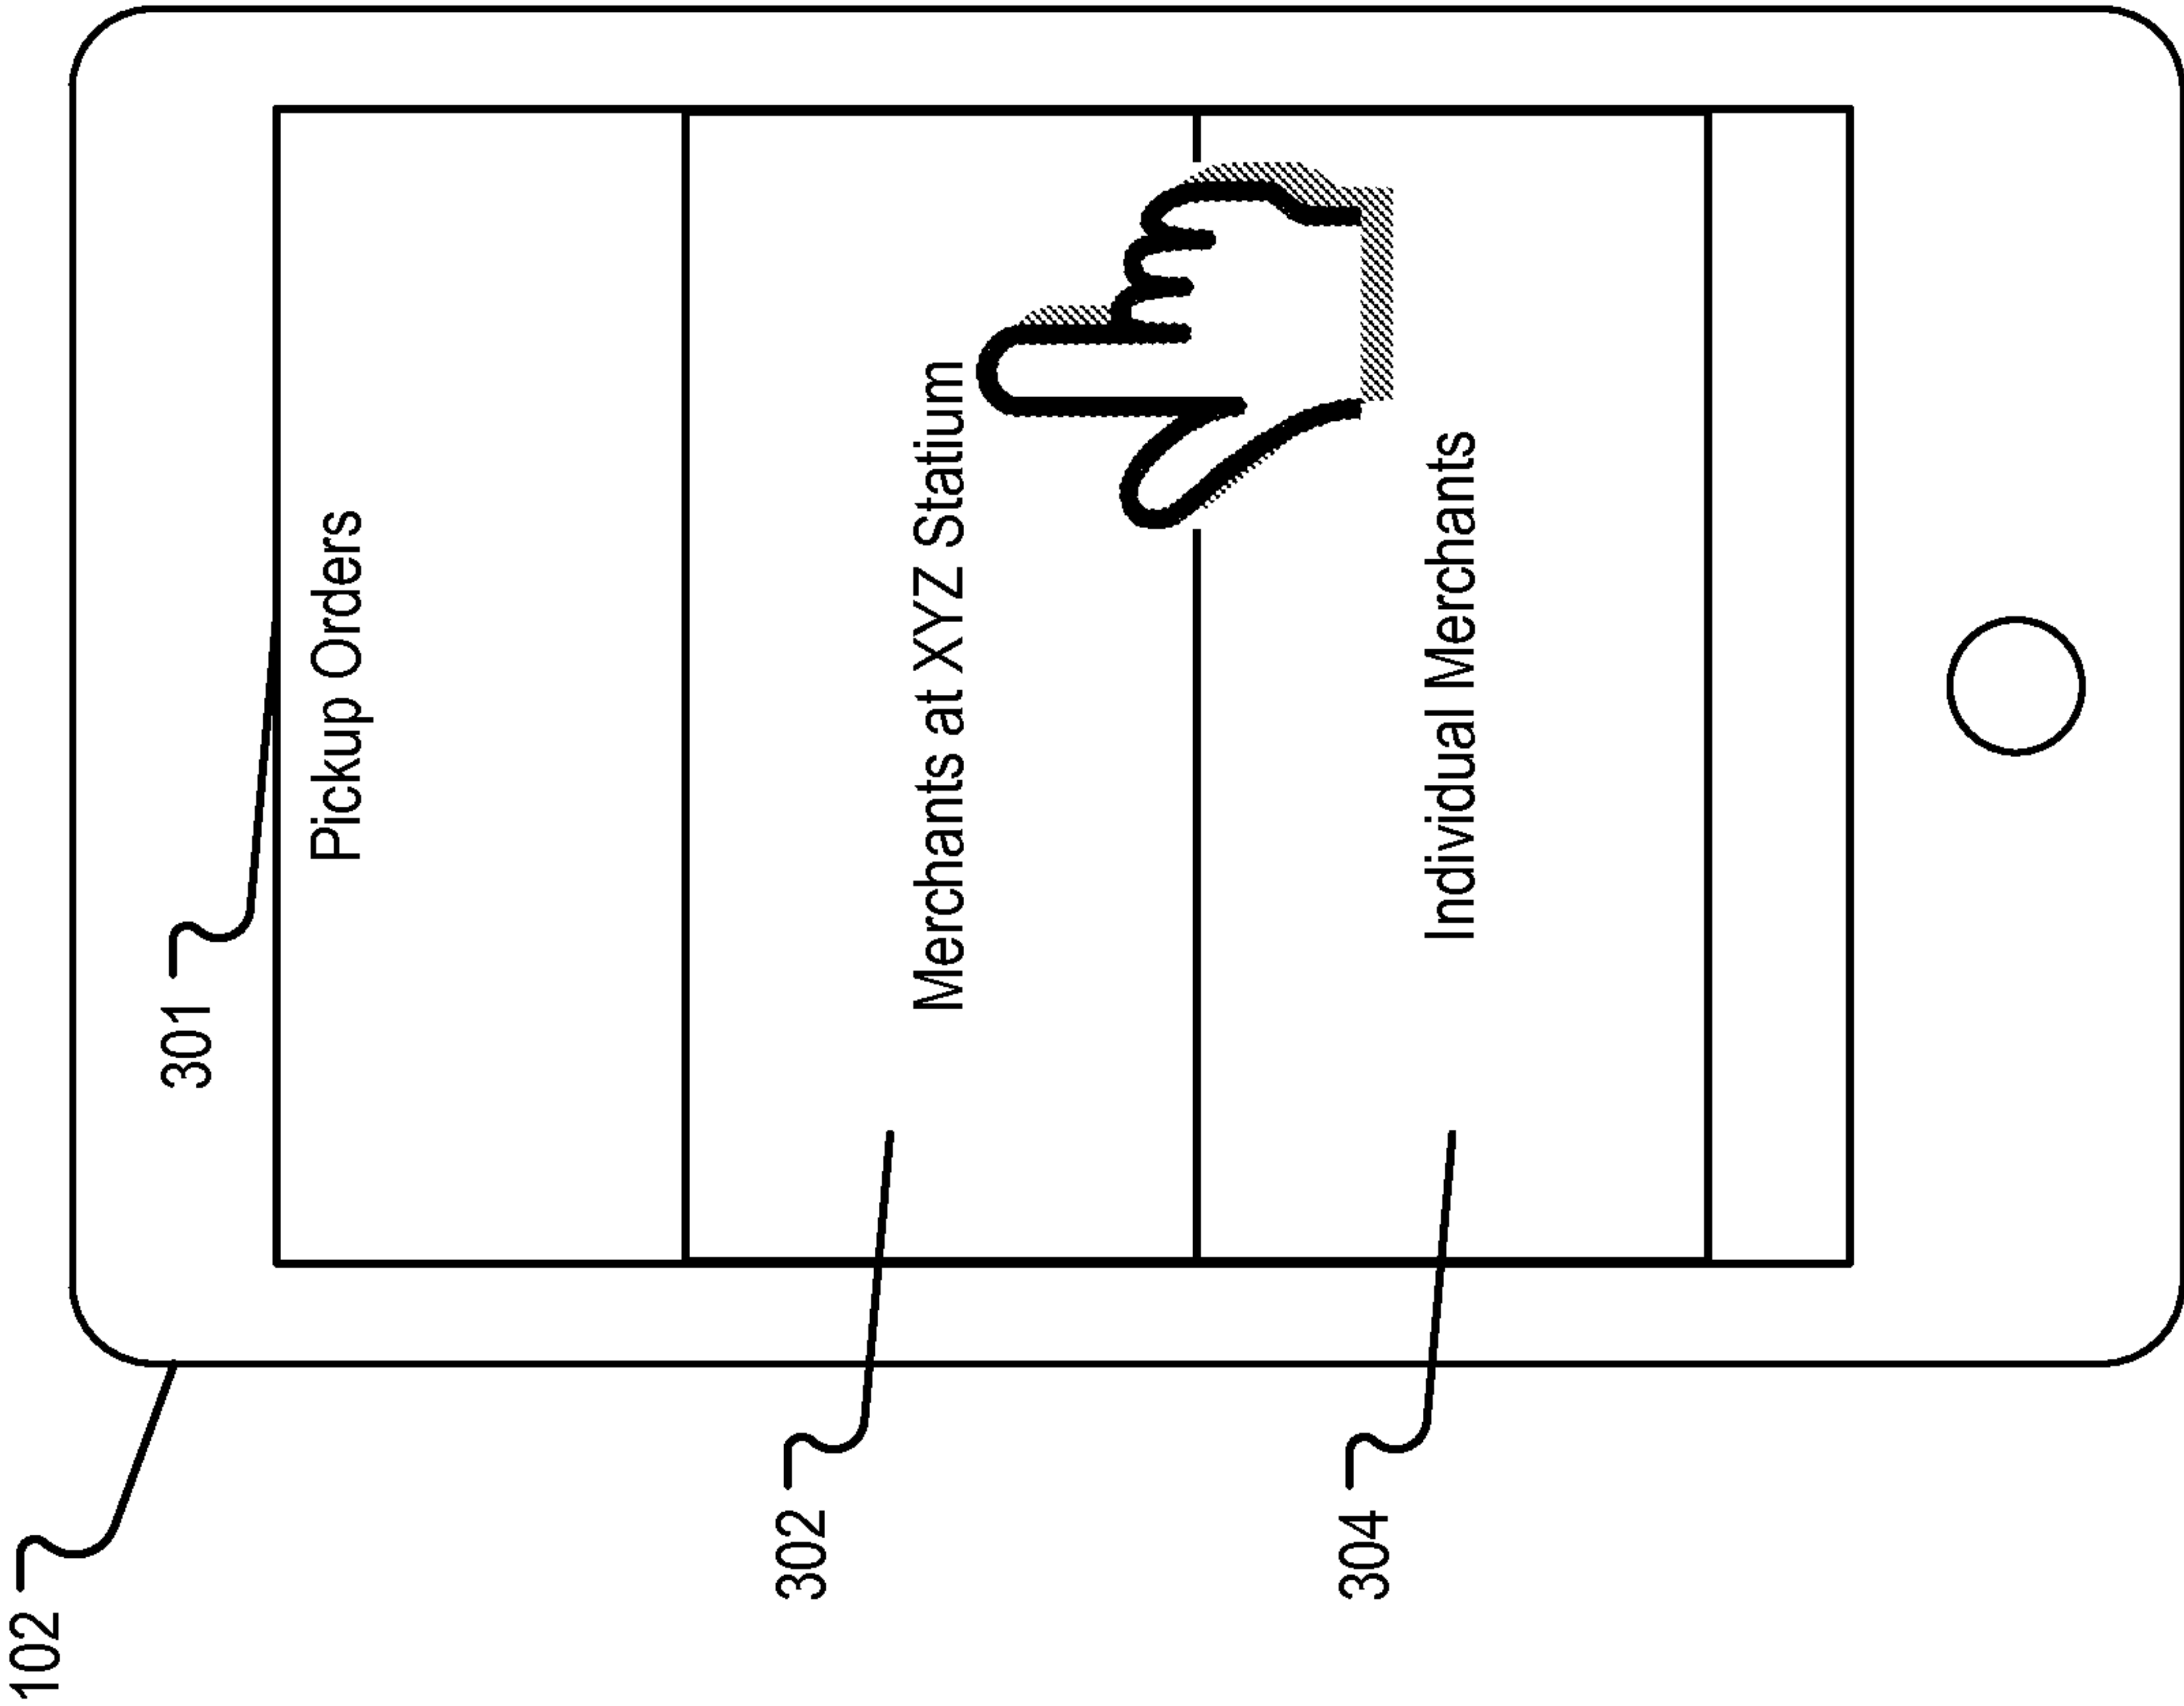 102
301
Pickup Orders
302
Merchants at XYZ Statium
304
Individual Merchants